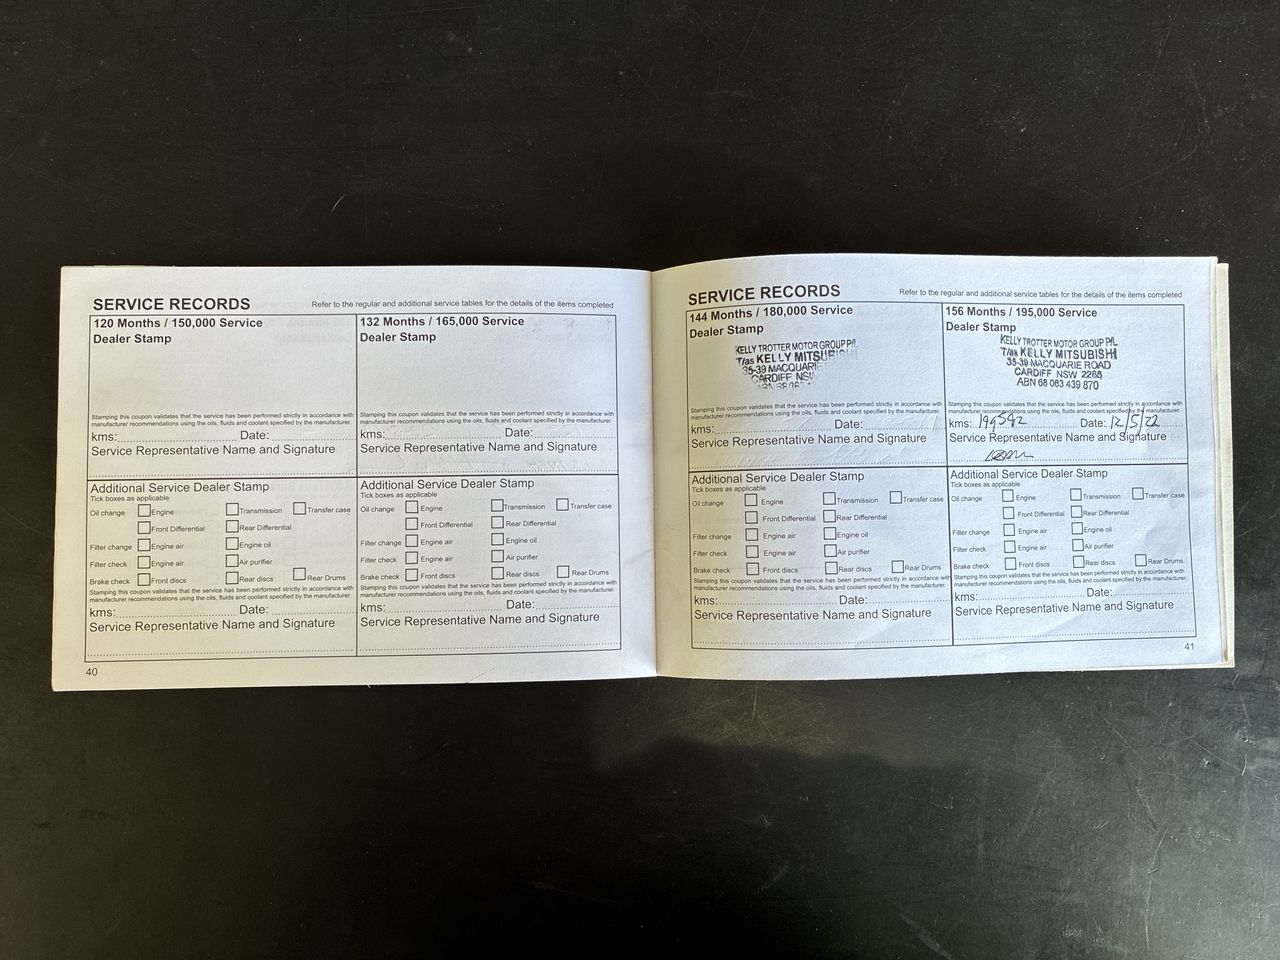 SERVICE RECORDS
Refer to the regular and additional service tables for the details of the items completed
120 Months / 150,000 Service
Dealer Stamp
Stamping this coupon validates that the service has been performed strictly in accordance with
manufacturer recommendations using the oils, fluids and coolant specified by the manufacturer.
kms: Date:
Service Representative Name and Signature
Additional Service Dealer Stamp
Tick boxes as applicable
Oil change Engine Transmission Transfer case
Front Differential Rear Differential
Filter change Engine air Engine oil
Filter check Engine air Air purifier
Brake check Front discs Rear discs Rear Drums
Stamping this coupon validates that the service has been performed strictly in accordance with
manufacturer recommendations using the oils, fluids and coolant specified by the manufacturer.
kms: Date:
Service Representative Name and Signature
40
132 Months / 165,000 Service
Dealer Stamp
Stamping this coupon validates that the service has been performed strictly in accordance with
manufacturer recommendations using the oils, fluids and coolant specified by the manufacturer.
kms: Date:
Service Representative Name and Signature
Additional Service Dealer Stamp
Tick boxes as applicable
Oil change Engine Transmission Transfer case
Front Differential Rear Differential
Filter change Engine air Engine oil
Filter check Engine air Air purifier
Brake check Front discs Rear discs Rear Drums
Stamping this coupon validates that the service has been performed strictly in accordance with
manufacturer recommendations using the oils, fluids and coolant specified by the manufacturer.
kms: Date:
Service Representative Name and Signature
SERVICE RECORDS
Refer to the regular and additional service tables for the details of the items completed
144 Months / 180,000 Service
Dealer Stamp
KELLY TROTTER MOTOR GROUP P/L
T/as KELLY MITSUBISHI
35-39 MACQUARIE
CARDIFF NSW
Stamping this coupon validates that the service has been performed strictly in accordance with
manufacturer recommendations using the oils, fluids and coolant specified by the manufacturer.
kms: Date:
Service Representative Name and Signature
Additional Service Dealer Stamp
Tick boxes as applicable
Oil change Engine Transmission Transfer case
Front Differential Rear Differential
Filter change Engine air Engine oil
Filter check Engine air Air purifier
Brake check Front discs Rear discs Rear Drums
Stamping this coupon validates that the service has been performed strictly in accordance with
manufacturer recommendations using the oils, fluids and coolant specified by the manufacturer.
kms: Date:
Service Representative Name and Signature
156 Months / 195,000 Service
Dealer Stamp
KELLY TROTTER MOTOR GROUP P/L
T/as KELLY MITSUBISHI
35-39 MACQUARIE ROAD
CARDIFF NSW 2285
ABN 68 063 439 870
Stamping this coupon validates that the service has been performed strictly in accordance with
manufacturer recommendations using the oils, fluids and coolant specified by the manufacturer.
kms: 199582 Date: 12/5/22
Service Representative Name and Signature
Additional Service Dealer Stamp
Tick boxes as applicable
Oil change Engine Transmission Transfer case
Front Differential Rear Differential
Filter change Engine air Engine oil
Filter check Engine air Air purifier
Brake check Front discs Rear discs Rear Drums
Stamping this coupon validates that the service has been performed strictly in accordance with
manufacturer recommendations using the oils, fluids and coolant specified by the manufacturer.
kms: Date:
Service Representative Name and Signature
41